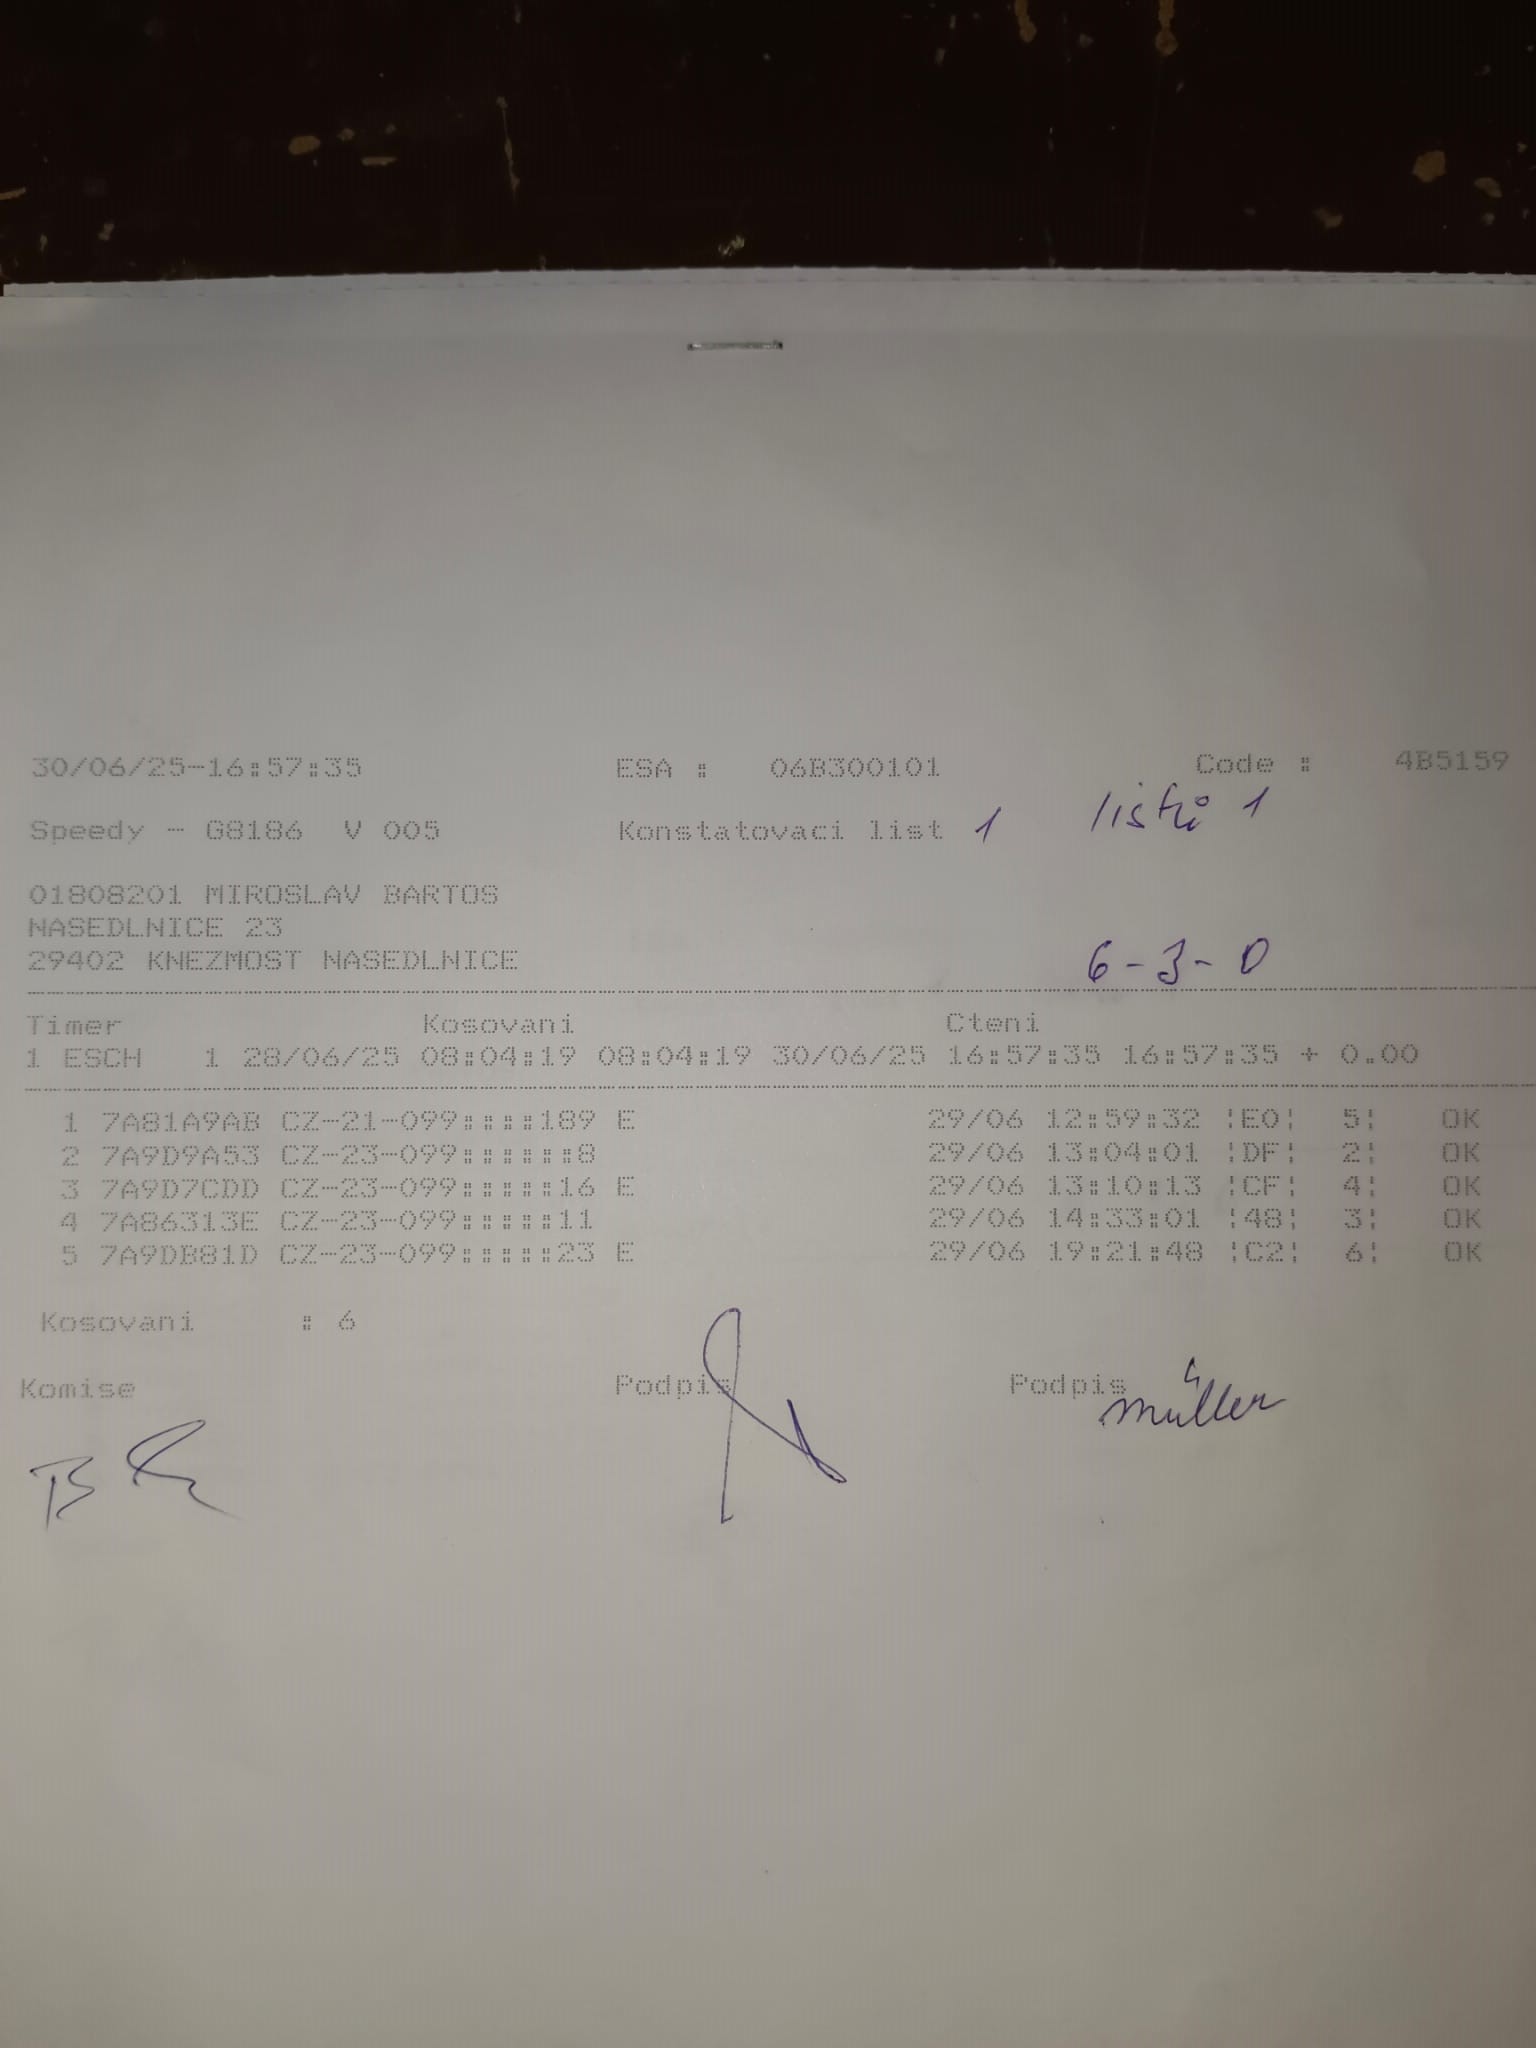 30/06/25-16:57:35 ESA : 06B300101 Code : 4B5159
Speedy - G8186 V 005 Konstatovaci list 1 listů 1
01808201 MIROSLAV BARTOS
NASEDLNICE 23
29402 KNEZMOST NASEDLNICE 6-3-0
Timer Kosovani Cteni
1 ESCH 1 28/06/25 08:04:19 08:04:19 30/06/25 16:57:35 16:57:35 + 0.00
1 7A81A9AB CZ-21-099:::::189 E 29/06 12:59:32 ¦E0¦ 5¦ OK
2 7A9D9A53 CZ-23-099:::::::8 29/06 13:04:01 ¦DF¦ 2¦ OK
3 7A9D7CDD CZ-23-099::::::16 E 29/06 13:10:13 ¦CF¦ 4¦ OK
4 7A86313E CZ-23-099::::::11 29/06 14:33:01 ¦48¦ 3¦ OK
5 7A9DB81D CZ-23-099::::::23 E 29/06 19:21:48 ¦C2¦ 6¦ OK
Kosovani : 6
Komise Podpis Podpis
Müller